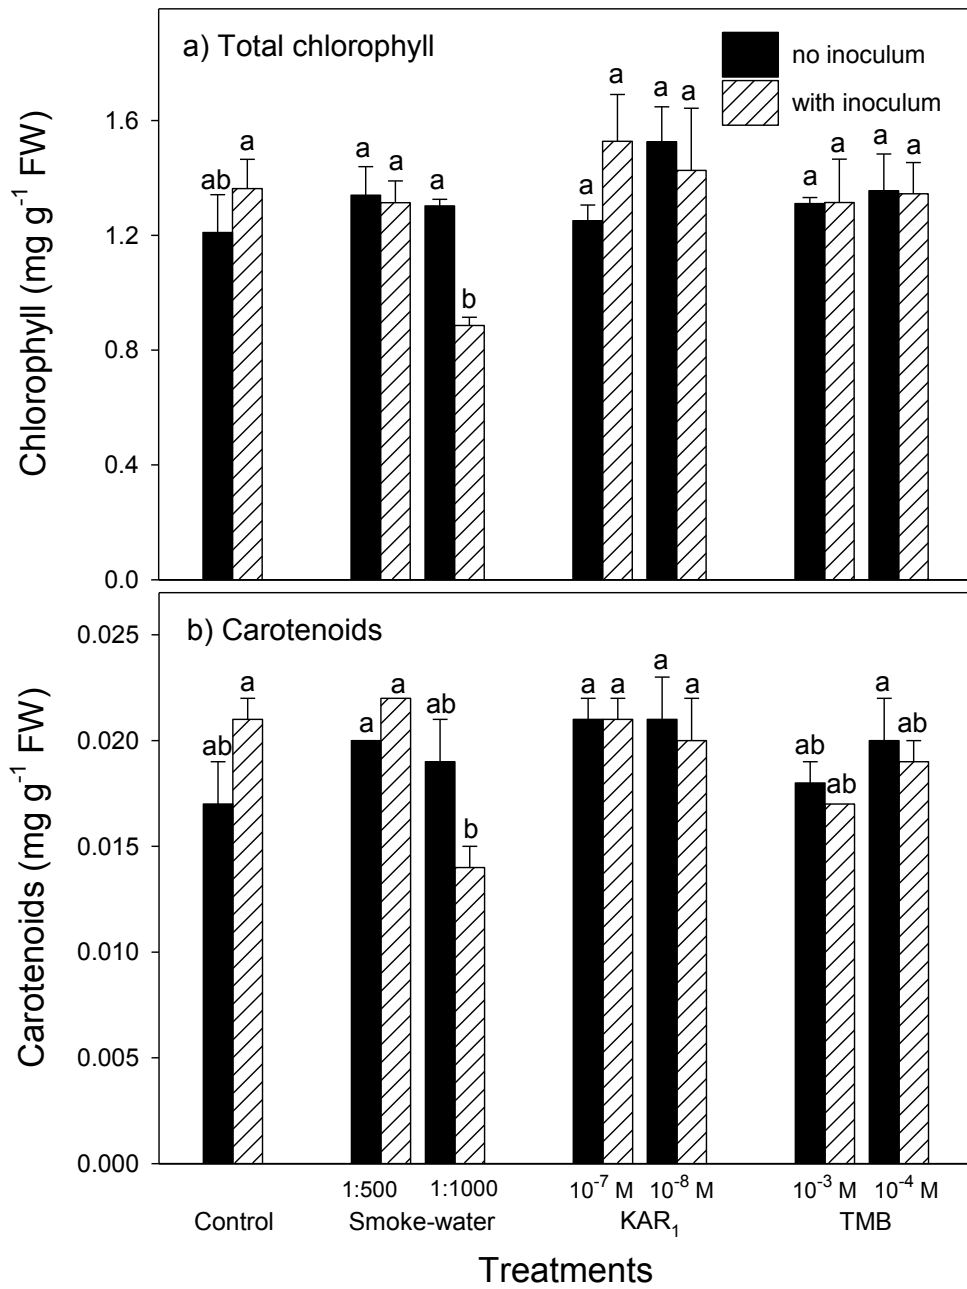 a) Total chlorophyll
no inoculum
with inoculum
Chlorophyll (mg g-1 FW)
1.6
1.2
0.8
0.4
0.0
ab a a a a b a a a a a a a a
b) Carotenoids
Carotenoids (mg g-1 FW)
0.025
0.020
0.015
0.010
0.005
0.000
ab a a a ab b a a a a ab ab a ab
1:500 1:1000 10-7 M 10-8 M 10-3 M 10-4 M
Control Smoke-water KAR1 TMB
Treatments